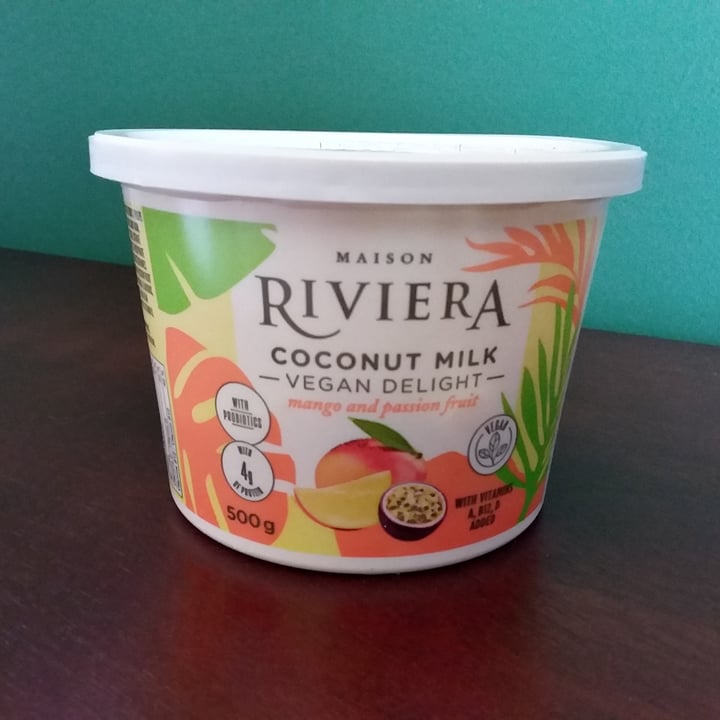 MAISON
RIVIERA
COCONUT MILK
VEGAN DELIGHT
mango and passion fruit
WITH
PROBIOTICS
WITH
4g
OF PROTEIN
500 g
VEGAN
WITH VITAMINS
A, B12, D
ADDED